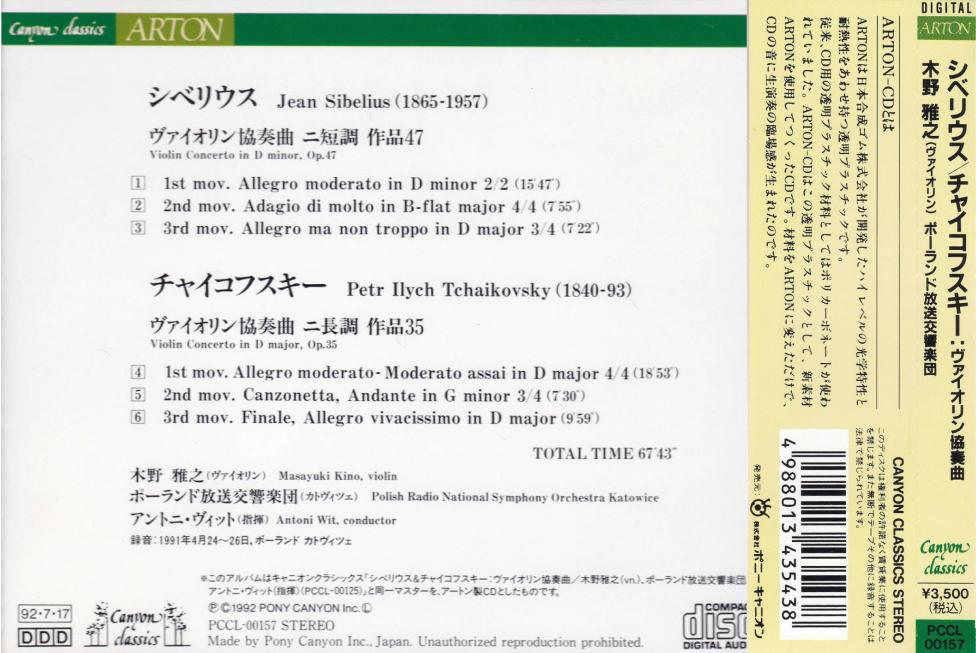 Canyon classics ARTON
シベリウス Jean Sibelius (1865-1957)
ヴァイオリン協奏曲 ニ短調 作品47
Violin Concerto in D minor, Op.47
1 1st mov. Allegro moderato in D minor 2/2 (15′47″)
2 2nd mov. Adagio di molto in B-flat major 4/4 (7′55″)
3 3rd mov. Allegro ma non troppo in D major 3/4 (7′22″)
チャイコフスキー Petr Ilych Tchaikovsky (1840-93)
ヴァイオリン協奏曲 ニ長調 作品35
Violin Concerto in D major, Op.35
4 1st mov. Allegro moderato - Moderato assai in D major 4/4 (18′53″)
5 2nd mov. Canzonetta, Andante in G minor 3/4 (7′30″)
6 3rd mov. Finale, Allegro vivacissimo in D major (9′59″)
TOTAL TIME 67′43″
木野 雅之(ヴァイオリン) Masayuki Kino, violin
ポーランド放送交響楽団(カトヴィツェ) Polish Radio National Symphony Orchestra Katowice
アントニ・ヴィット(指揮) Antoni Wit, conductor
録音:1991年4月24~26日,ポーランド カトヴィツェ
※このアルバムはキャニオンクラシックス「シベリウス&チャイコフスキー:ヴァイオリン協奏曲/木野雅之(vn.)、ポーランド放送交響楽団
アントニ・ヴィット(指揮)(PCCL-00125)」と同一マスターを、アートン製CDとしたものです。
92・7・17
DDD
Canyon classics
Ⓟ©1992 PONY CANYON Inc.Ⓛ
PCCL-00157 STEREO
Made by Pony Canyon Inc., Japan. Unauthorized reproduction prohibited.
COMPAC
disc
DIGITAL AUD
DIGITAL
ARTON
シベリウス/チャイコフスキー:ヴァイオリン協奏曲
木野 雅之(ヴァイオリン) ポーランド放送交響楽団
Canyon classics
¥3,500
(税込)
PCCL
00157
ARTON-CDとは
ARTONは日本合成ゴム株式会社が開発したハイレベルの光学特性と
耐熱性をあわせ持つ透明プラスチックです。
従来、CD用の透明プラスチック材料としてはポリカーボネートが使わ
れていました。ARTON-CDはこの透明プラスチックとして、新素材
ARTONを使用してつくったCDです。材料をARTONに変えただけで、
CDの音に生演奏の臨場感が生まれたのです。
CANYON CLASSICS STEREO
このディスクは権利者の許諾なく賃貸業に使用すること
を禁じます。また無断でテープその他に録音することは
法律で禁じられています。
4 988013 435438
発売元: 株式会社ポニーキャニオン